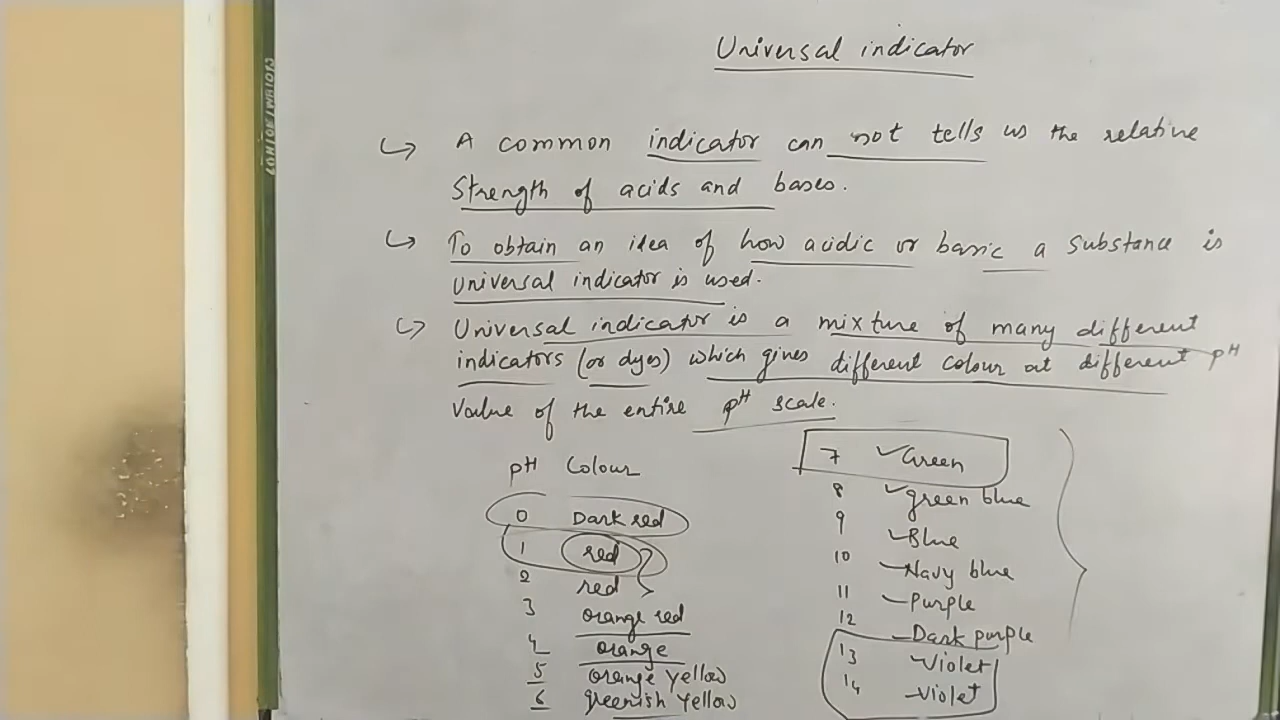 Universal indicator
↪ A common indicator can not tells us the relative
Strength of acids and bases.
↪ To obtain an idea of how acidic or basic a substance is
universal indicator is used.
↪ Universal indicator is a mixture of many different
indicators (or dyes) which gives different colour at different pH
value of the entire pH scale.
pH Colour
0 Dark red
1 red
2 red
3 orange red
4 orange
5 orange yellow
6 greenish yellow
7 Green
8 green blue
9 Blue
10 Navy blue
11 Purple
12 Dark purple
13 Violet
14 Violet